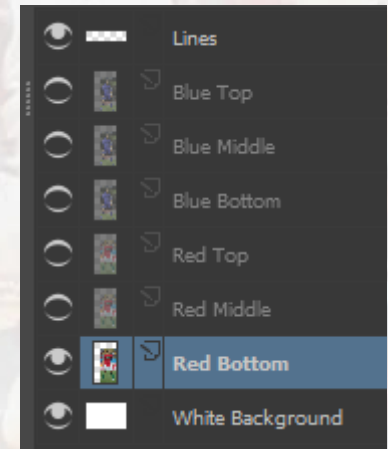 Lines
Blue Top
Blue Middle
Blue Bottom
Red Top
Red Middle
Red Bottom
White Background